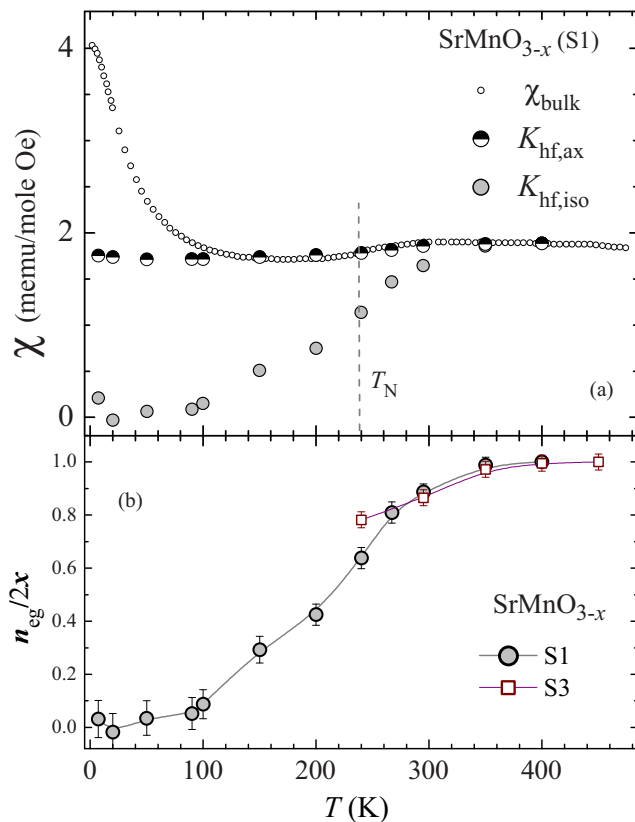 SrMnO3-x (S1)
4
χbulk
Khf,ax
Khf,iso
χ (memu/mole Oe)
2
TN
0
(a)
1.0
(b)
0.8
0.6
neg/2x
SrMnO3-x
0.4
S1
0.2
S3
0.0
0 100 200 300 400
T (K)